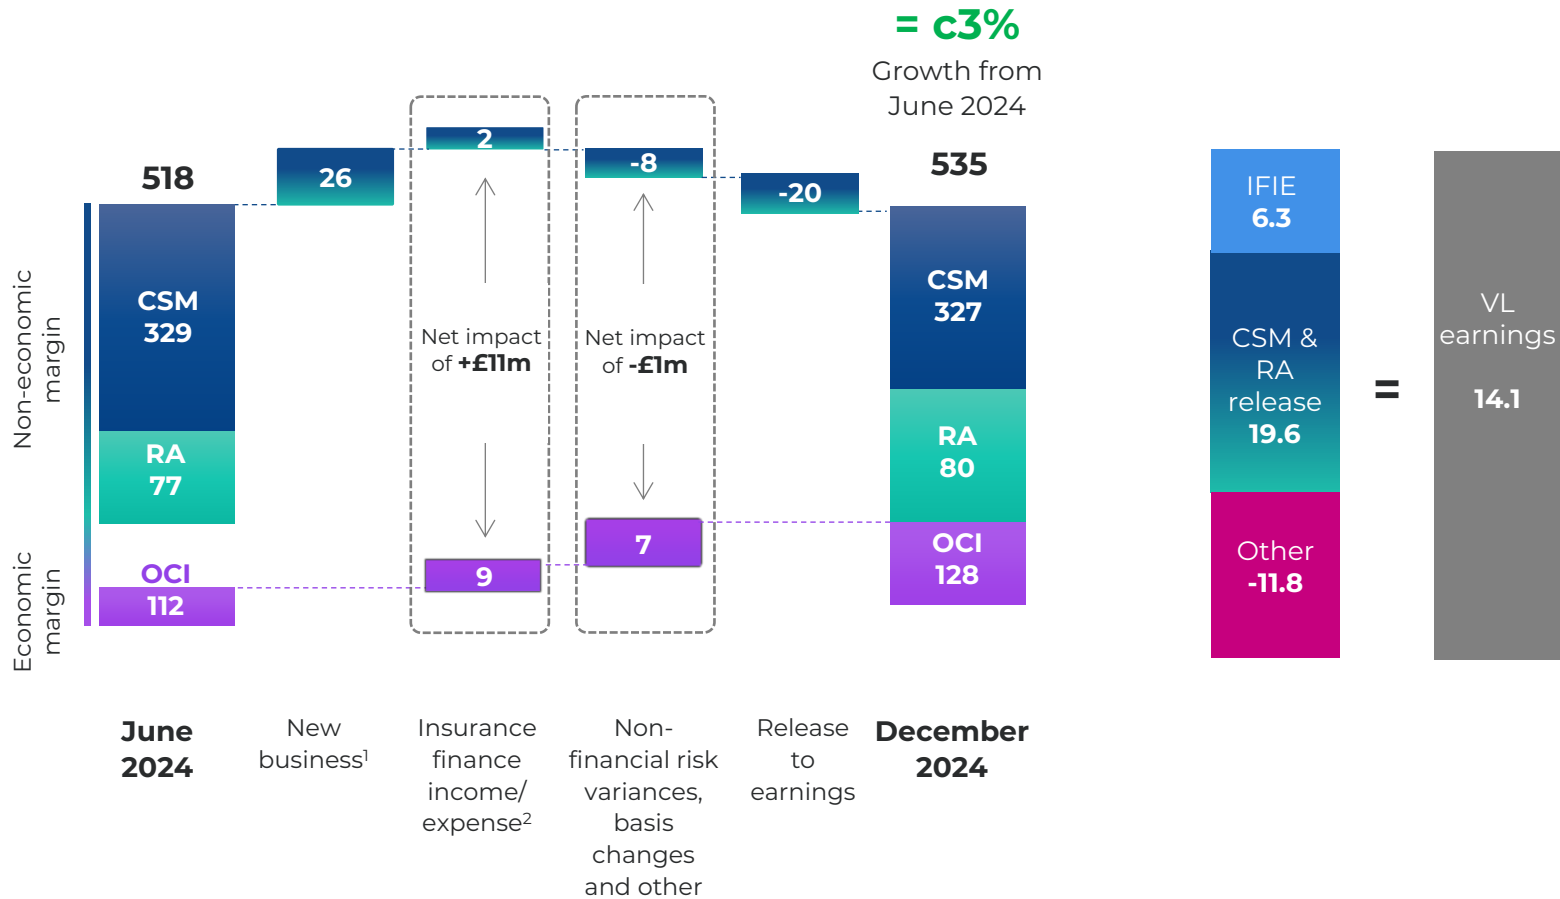 = c3%
Growth from
June 2024
518
26
2
-8
-20
535
Non-economic
margin
Economic
margin
CSM
329
RA
77
OCI
112
Net impact
of +£11m
9
Net impact
of -£1m
7
CSM
327
RA
80
OCI
128
June
2024
New
business¹
Insurance
finance
income/
expense²
Non-
financial risk
variances,
basis
changes
and other
Release
to
earnings
December
2024
IFIE
6.3
CSM &
RA
release
19.6
Other
-11.8
=
VL
earnings
14.1